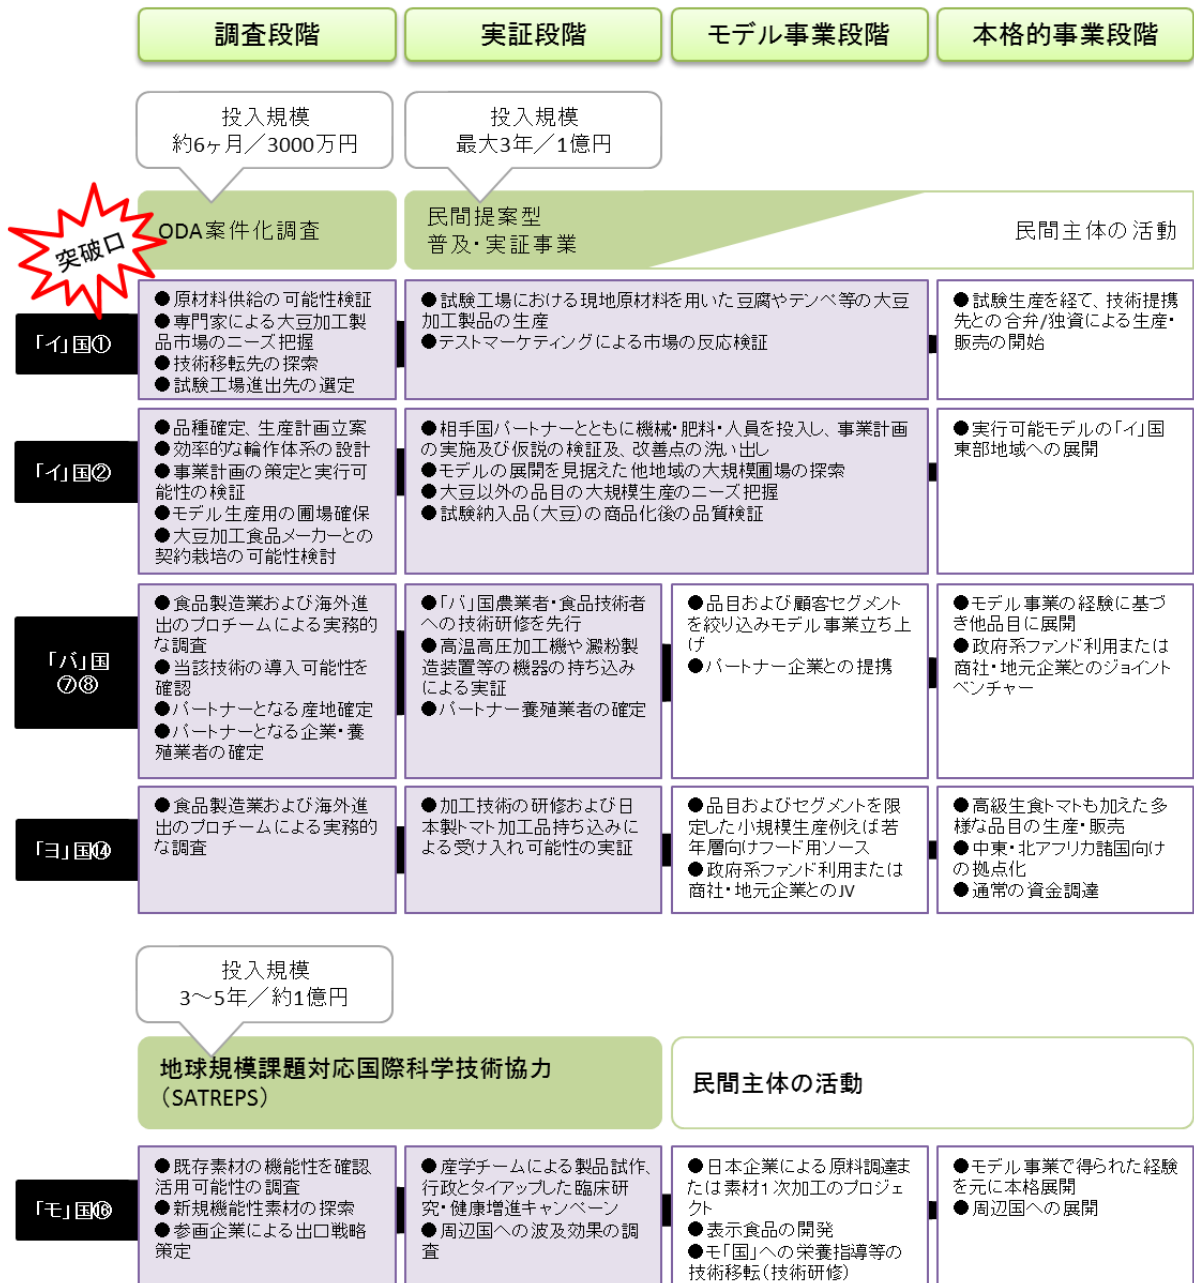 調査段階
実証段階
モデル事業段階
本格的事業段階
投入規模
約6ヶ月／3000万円
投入規模
最大3年／1億円
突破口
ODA案件化調査
民間提案型
普及・実証事業
民間主体の活動
「イ」国①
●原材料供給の可能性検証
●専門家による大豆加工製
品市場のニーズ把握
●技術移転先の探索
●試験工場進出先の選定
●試験工場における現地原材料を用いた豆腐やテンペ等の大豆
加工製品の生産
●テストマーケティングによる市場の反応検証
●試験生産を経て、技術提携
先との合弁/独資による生産・
販売の開始
「イ」国②
●品種確定、生産計画立案
●効率的な輪作体系の設計
●事業計画の策定と実行可
能性の検証
●モデル生産用の圃場確保
●大豆加工食品メーカーとの
契約栽培の可能性検討
●相手国パートナーとともに機械・肥料・人員を投入し、事業計画
の実施及び仮説の検証及、改善点の洗い出し
●モデルの展開を見据えた他地域の大規模圃場の探索
●大豆以外の品目の大規模生産のニーズ把握
●試験納入品（大豆）の商品化後の品質検証
●実行可能モデルの「イ」国
東部地域への展開
「バ」国
⑦⑧
●食品製造業および海外進
出のプロチームによる実務的
な調査
●当該技術の導入可能性を
確認
●パートナーとなる産地確定
●パートナーとなる企業・養
殖業者の確定
●「バ」国農業者・食品技術者
への技術研修を先行
●高温高圧加工機や澱粉製
造装置等の機器の持ち込み
による実証
●パートナー養殖業者の確定
●品目および顧客セグメント
を絞り込みモデル事業立ち上
げ
●パートナー企業との提携
●モデル事業の経験に基づ
き他品目に展開
●政府系ファンド利用または
商社・地元企業とのジョイント
ベンチャー
「ヨ」国⑭
●食品製造業および海外進
出のプロチームによる実務的
な調査
●加工技術の研修および日
本製トマト加工品持ち込みに
よる受け入れ可能性の実証
●品目およびセグメントを限
定した小規模生産例えば若
年層向けフード用ソース
●政府系ファンド利用または
商社・地元企業とのJV
●高級生食トマトも加えた多
様な品目の生産・販売
●中東・北アフリカ諸国向け
の拠点化
●通常の資金調達
投入規模
3～5年／約1億円
地球規模課題対応国際科学技術協力
（SATREPS）
民間主体の活動
「モ」国⑯
●既存素材の機能性を確認、
活用可能性の調査
●新規機能性素材の探索
●参画企業による出口戦略
策定
●産学チームによる製品試作、
行政とタイアップした臨床研
究・健康増進キャンペーン
●周辺国への波及効果の調
査
●日本企業による原料調達ま
たは素材1次加工のプロジェ
クト
●表示食品の開発
●モ「国」への栄養指導等の
技術移転（技術研修）
●モデル事業で得られた経験
を元に本格展開
●周辺国への展開